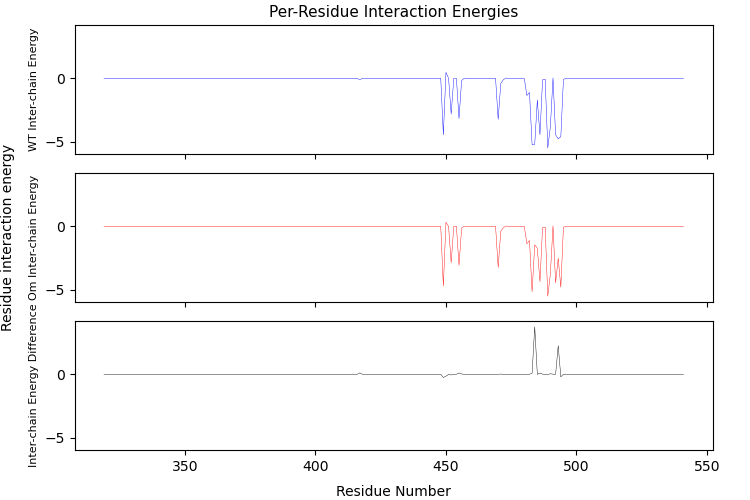 Per-Residue Interaction Energies
Residue interaction energy
WT Inter-chain Energy
0
−5
Om Inter-chain Energy
0
−5
Inter-chain Energy Difference
0
−5
350
400
450
500
550
Residue Number